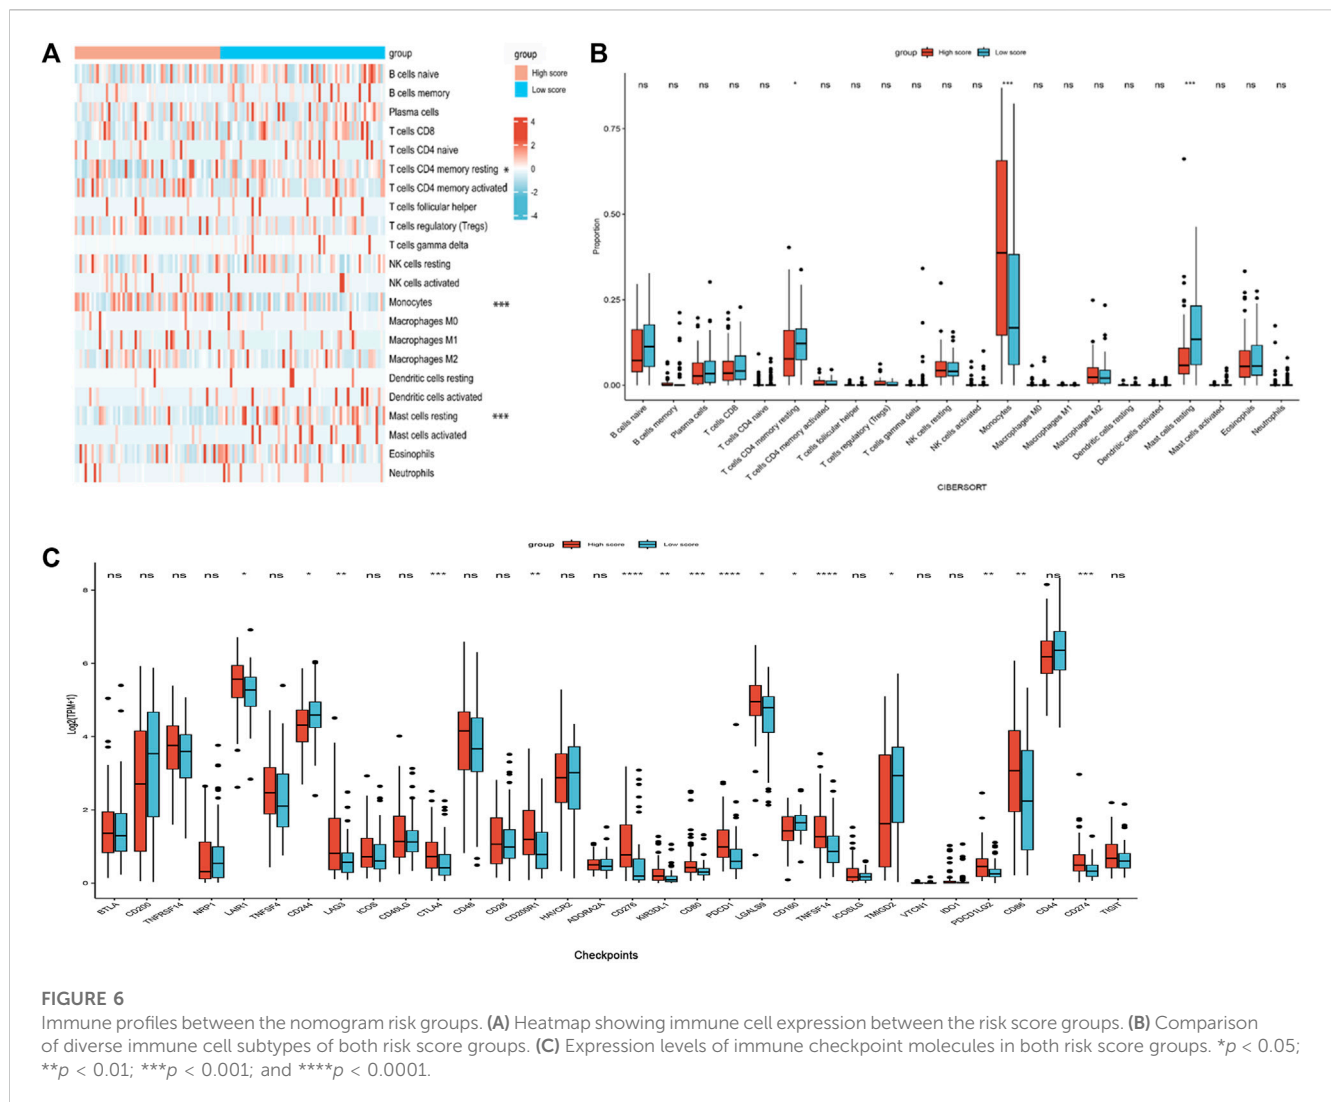 A
group
group
High score
Low score
4
2
0
-2
-4
B cells naive
B cells memory
Plasma cells
T cells CD8
T cells CD4 naive
T cells CD4 memory resting *
T cells CD4 memory activated
T cells follicular helper
T cells regulatory (Tregs)
T cells gamma delta
NK cells resting
NK cells activated
Monocytes ***
Macrophages M0
Macrophages M1
Macrophages M2
Dendritic cells resting
Dendritic cells activated
Mast cells resting ***
Mast cells activated
Eosinophils
Neutrophils
B
group High score Low score
ns ns ns ns ns * ns ns ns ns ns ns *** ns ns ns ns ns *** ns ns ns
0.75
0.50
0.25
0.00
Proportion
B cells naive
B cells memory
Plasma cells
T cells CD8
T cells CD4 naive
T cells CD4 memory resting
T cells CD4 memory activated
T cells follicular helper
T cells regulatory (Tregs)
T cells gamma delta
NK cells resting
NK cells activated
Monocytes
Macrophages M0
Macrophages M1
Macrophages M2
Dendritic cells resting
Dendritic cells activated
Mast cells resting
Mast cells activated
Eosinophils
Neutrophils
CIBERSORT
C
group High score Low score
ns ns ns ns * ns * ** ns ns *** ns ns ** ns ns **** ** *** **** * * **** ns * ns ns ** ** ns *** ns
8
6
4
2
0
Log2(TPM+1)
BTLA
CD200
TNFRSF14
NRP1
LAIR1
TNFSF4
CD244
LAG3
ICOS
CD40LG
CTLA4
CD48
CD28
CD200R1
HAVCR2
ADORA2A
CD276
KIR3DL1
CD80
PDCD1
LGALS9
CD160
TNFSF14
ICOSLG
TMIGD2
VTCN1
IDO1
PDCD1LG2
CD86
CD44
CD274
TIGIT
Checkpoints
FIGURE 6
Immune profiles between the nomogram risk groups. (A) Heatmap showing immune cell expression between the risk score groups. (B) Comparison
of diverse immune cell subtypes of both risk score groups. (C) Expression levels of immune checkpoint molecules in both risk score groups. *p < 0.05;
**p < 0.01; ***p < 0.001; and ****p < 0.0001.